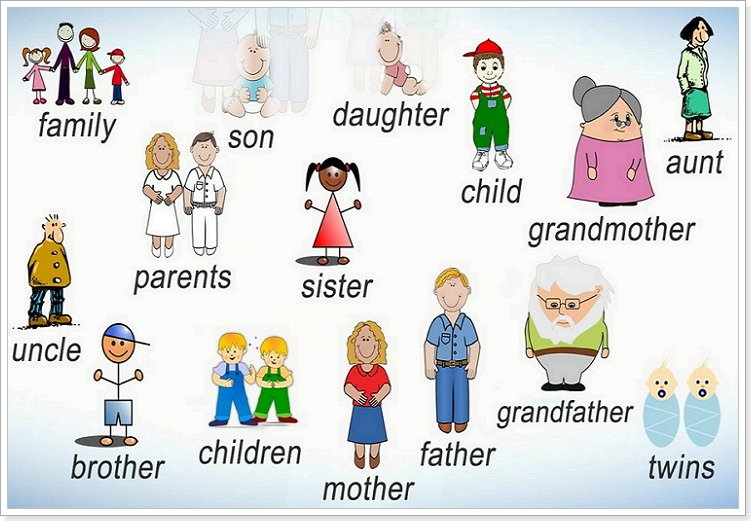 family
son
daughter
child
aunt
grandmother
parents
sister
uncle
brother
children
mother
father
grandfather
twins